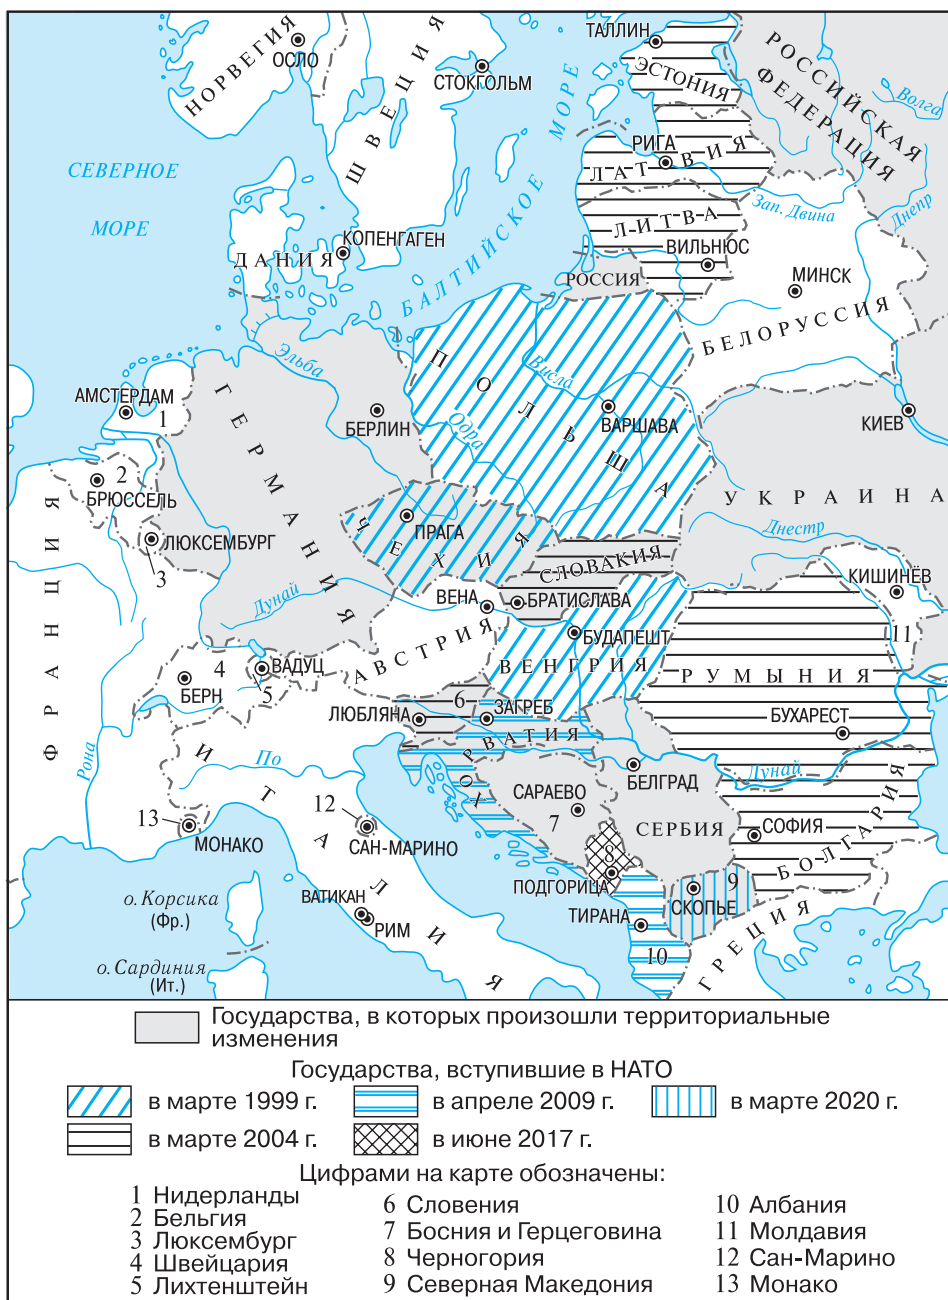 НОРВЕГИЯ
ОСЛО
ШВЕЦИЯ
СТОКГОЛЬМ
ТАЛЛИН
ЭСТОНИЯ
РОССИЙСКАЯ
ФЕДЕРАЦИЯ
Волга
СЕВЕРНОЕ
МОРЕ
БАЛТИЙСКОЕ МОРЕ
РИГА
ЛАТВИЯ
Зап. Двина
Днепр
ЛИТВА
ВИЛЬНЮС
КОПЕНГАГЕН
ДАНИЯ
РОССИЯ
МИНСК
БЕЛОРУССИЯ
Эльба
ПОЛЬША
Висла
АМСТЕРДАМ
1
ГЕРМАНИЯ
БЕРЛИН
Одра
ВАРШАВА
КИЕВ
2
БРЮССЕЛЬ
ФРАНЦИЯ
УКРАИНА
ПРАГА
ЧЕХИЯ
Днестр
ЛЮКСЕМБУРГ
3
СЛОВАКИЯ
КИШИНЁВ
Дунай
ВЕНА
БРАТИСЛАВА
БУДАПЕШТ
11
АВСТРИЯ
ВЕНГРИЯ
РУМЫНИЯ
4
ВАДУЦ
БЕРН
5
6
ЛЮБЛЯНА
ЗАГРЕБ
БУХАРЕСТ
ХОРВАТИЯ
Рона
По
ИТАЛИЯ
БЕЛГРАД
Дунай
САРАЕВО
7
СЕРБИЯ
СОФИЯ
БОЛГАРИЯ
13
МОНАКО
12
САН-МАРИНО
8
ПОДГОРИЦА
9
СКОПЬЕ
о. Корсика
(Фр.)
ВАТИКАН
РИМ
ТИРАНА
10
ГРЕЦИЯ
о. Сардиния
(Ит.)
Государства, в которых произошли территориальные
изменения
Государства, вступившие в НАТО
в марте 1999 г.
в апреле 2009 г.
в марте 2020 г.
в марте 2004 г.
в июне 2017 г.
Цифрами на карте обозначены:
1 Нидерланды
2 Бельгия
3 Люксембург
4 Швейцария
5 Лихтенштейн
6 Словения
7 Босния и Герцеговина
8 Черногория
9 Северная Македония
10 Албания
11 Молдавия
12 Сан-Марино
13 Монако